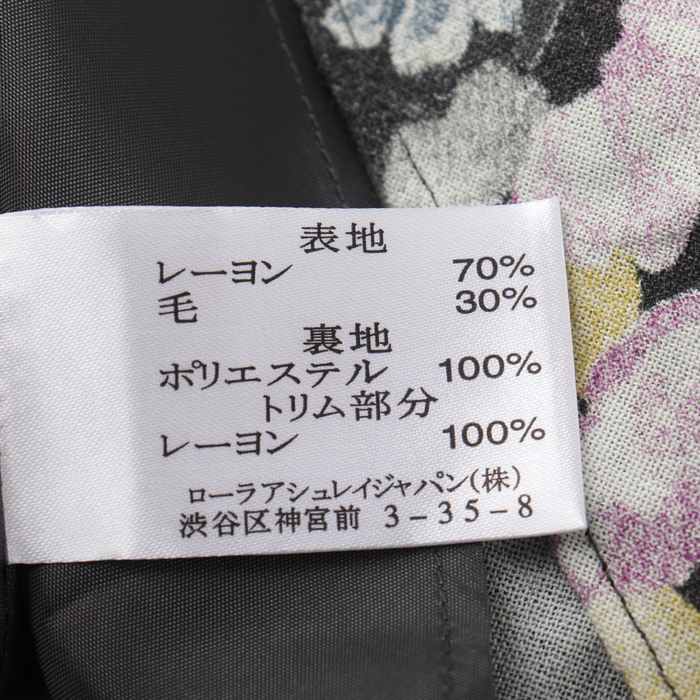 表地
レーヨン 70%
毛 30%
裏地
ポリエステル 100%
トリム部分
レーヨン 100%
ローラアシュレイジャパン(株)
渋谷区神宮前 3-35-8